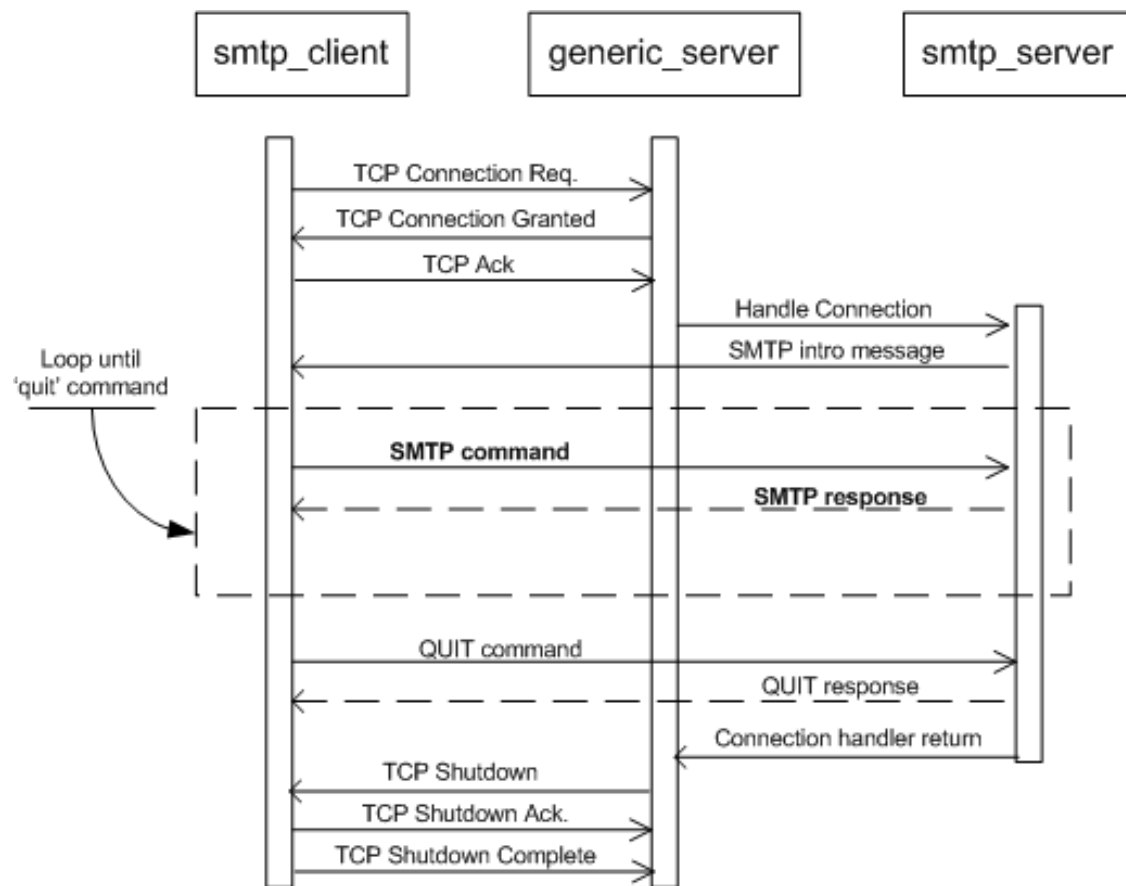 smtp_client
generic_server
smtp_server
TCP Connection Req.
TCP Connection Granted
TCP Ack
Handle Connection
SMTP intro message
Loop until
'quit' command
SMTP command
SMTP response
QUIT command
QUIT response
Connection handler return
TCP Shutdown
TCP Shutdown Ack.
TCP Shutdown Complete